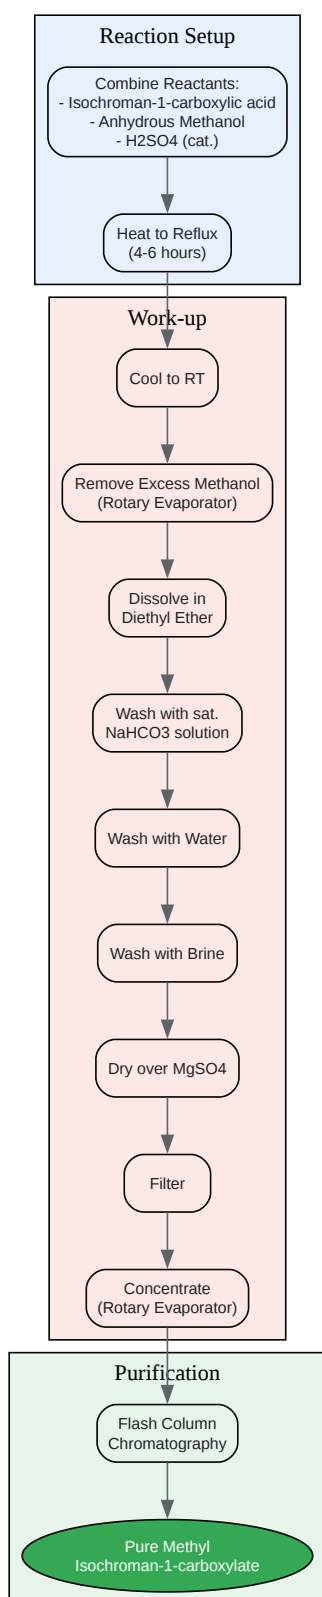 Reaction Setup
Combine Reactants:
- Isochroman-1-carboxylic acid
- Anhydrous Methanol
- H2SO4 (cat.)
Heat to Reflux
(4-6 hours)
Work-up
Cool to RT
Remove Excess Methanol
(Rotary Evaporator)
Dissolve in
Diethyl Ether
Wash with sat.
NaHCO3 solution
Wash with Water
Wash with Brine
Dry over MgSO4
Filter
Concentrate
(Rotary Evaporator)
Purification
Flash Column
Chromatography
Pure Methyl
Isochroman-1-carboxylate